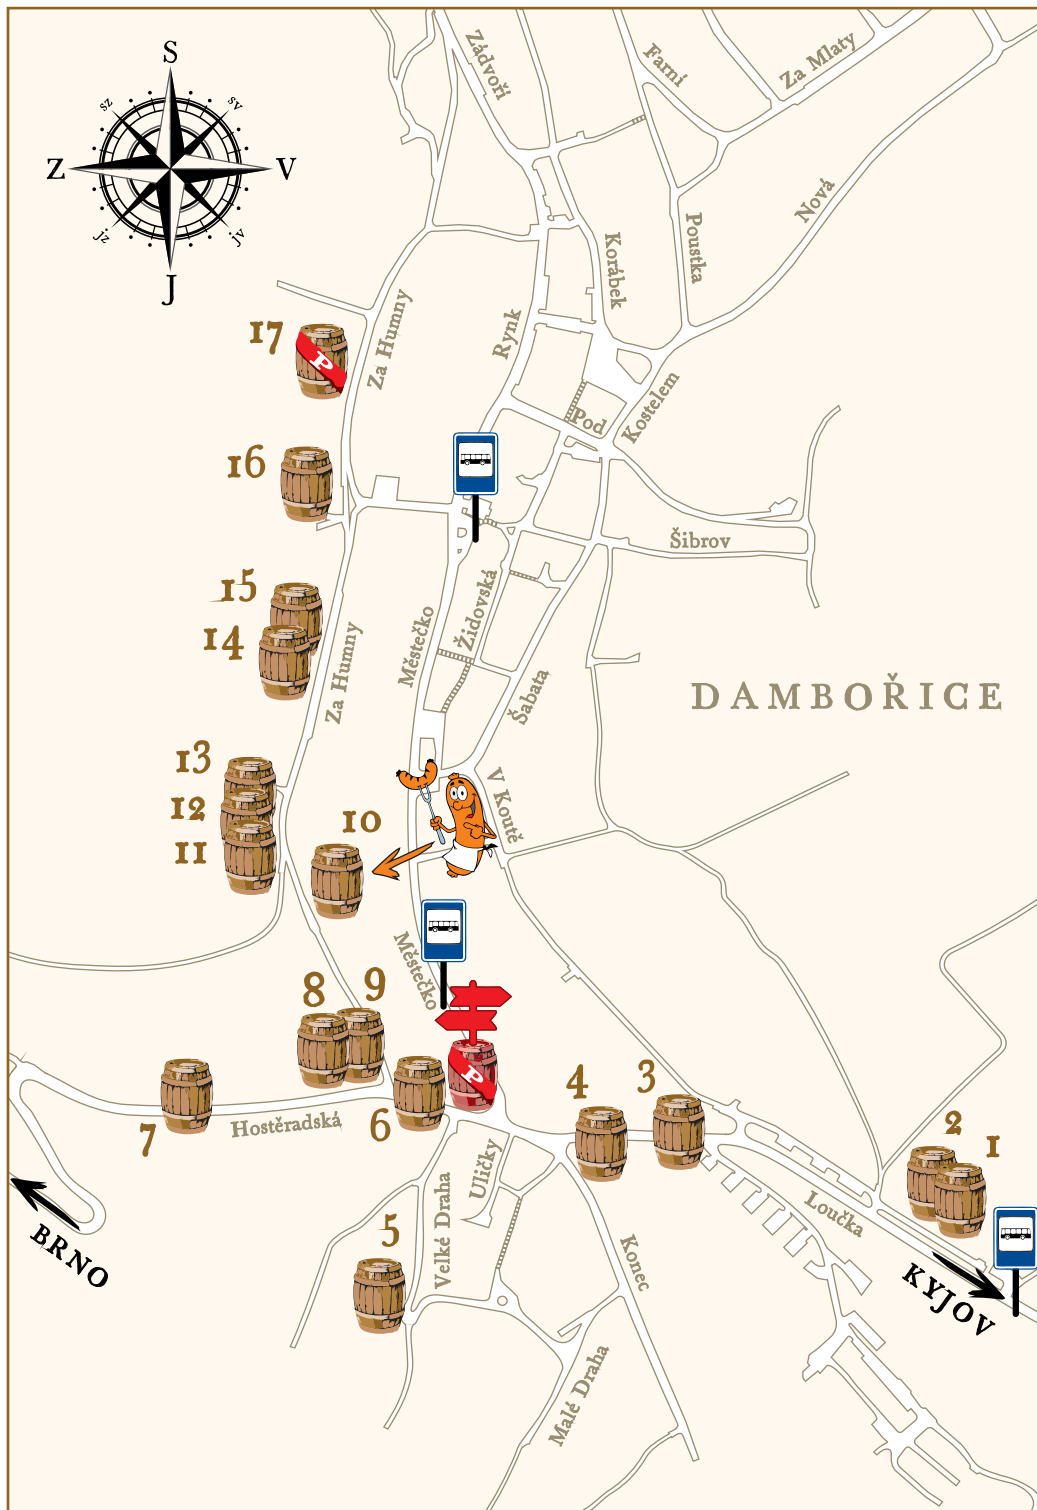 S
sz
sv
Z
V
jz
jv
J
Zádvoří
Farní
Za Mlaty
Nová
Poustka
Korábek
Rynk
Za Humny
17
P
Pod
Kostelem
16
Šibrov
15
14
Židovská
Městečko
Za Humny
Šabata
DAMBOŘICE
13
12
11
10
V Koutě
Městečko
9
8
P
7
6
4
3
2
1
Hostěradská
Uličky
Velké Draha
5
Loučka
Konec
BRNO
KYJOV
Malé Draha